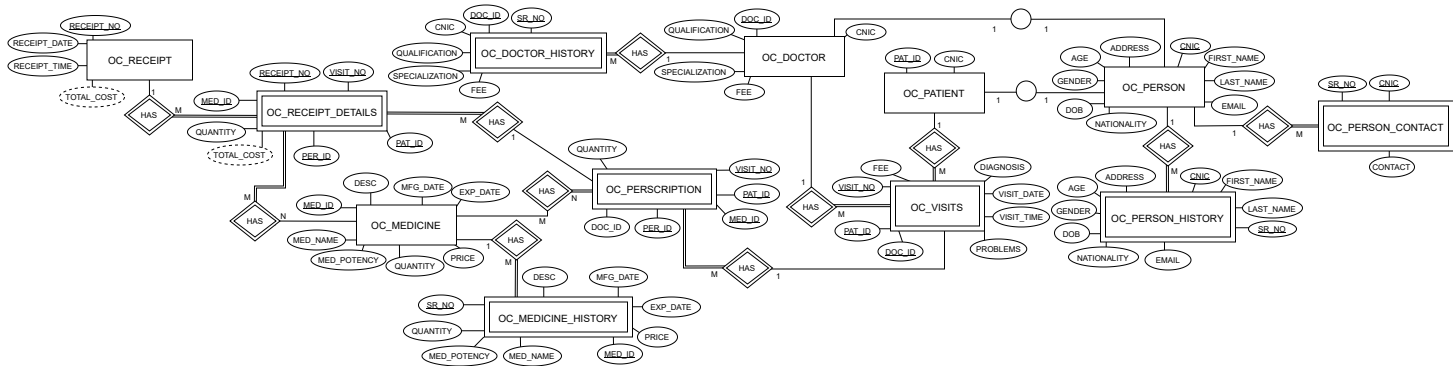 RECEIPT_NO
RECEIPT_DATE
RECEIPT_TIME
OC_RECEIPT
TOTAL_COST
1
HAS
M
DOC_ID
SR_NO
CNIC
QUALIFICATION
SPECIALIZATION
FEE
OC_DOCTOR_HISTORY
M
HAS
1
DOC_ID
QUALIFICATION
CNIC
SPECIALIZATION
FEE
OC_DOCTOR
1
1
1
PAT_ID
CNIC
OC_PATIENT
1
1
1
ADDRESS
CNIC
AGE
FIRST_NAME
GENDER
LAST_NAME
DOB
EMAIL
NATIONALITY
OC_PERSON
1
HAS
M
SR_NO
CNIC
OC_PERSON_CONTACT
CONTACT
RECEIPT_NO
VISIT_NO
MED_ID
OC_RECEIPT_DETAILS
QUANTITY
TOTAL_COST
PER_ID
PAT_ID
M
HAS
1
M
HAS
N
QUANTITY
VISIT_NO
OC_PERSCRIPTION
PAT_ID
MED_ID
DOC_ID
PER_ID
M
HAS
N
DESC
MFG_DATE
EXP_DATE
MED_ID
OC_MEDICINE
MED_NAME
MED_POTENCY
QUANTITY
PRICE
1
HAS
M
HAS
M
1
HAS
M
FEE
DIAGNOSIS
VISIT_NO
VISIT_DATE
OC_VISITS
VISIT_TIME
PAT_ID
DOC_ID
PROBLEMS
M
HAS
1
1
HAS
M
ADDRESS
CNIC
AGE
FIRST_NAME
GENDER
LAST_NAME
OC_PERSON_HISTORY
DOB
SR_NO
NATIONALITY
EMAIL
DESC
MFG_DATE
SR_NO
EXP_DATE
OC_MEDICINE_HISTORY
QUANTITY
PRICE
MED_POTENCY
MED_NAME
MED_ID